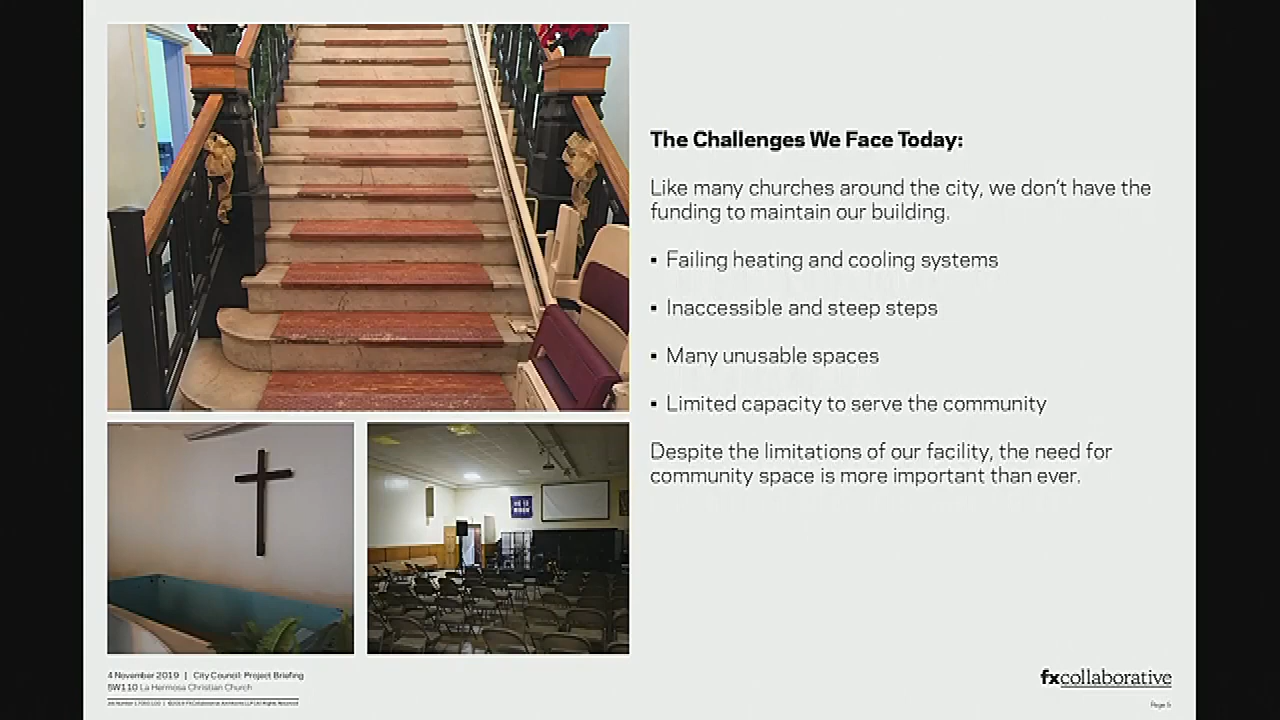 The Challenges We Face Today:
Like many churches around the city, we don't have the
funding to maintain our building.
▪ Failing heating and cooling systems
▪ Inaccessible and steep steps
▪ Many unusable spaces
▪ Limited capacity to serve the community
Despite the limitations of our facility, the need for
community space is more important than ever.
4 November 2019 | City Council: Project Briefing
5W110 La Hermosa Christian Church
fxcollaborative
Page 5